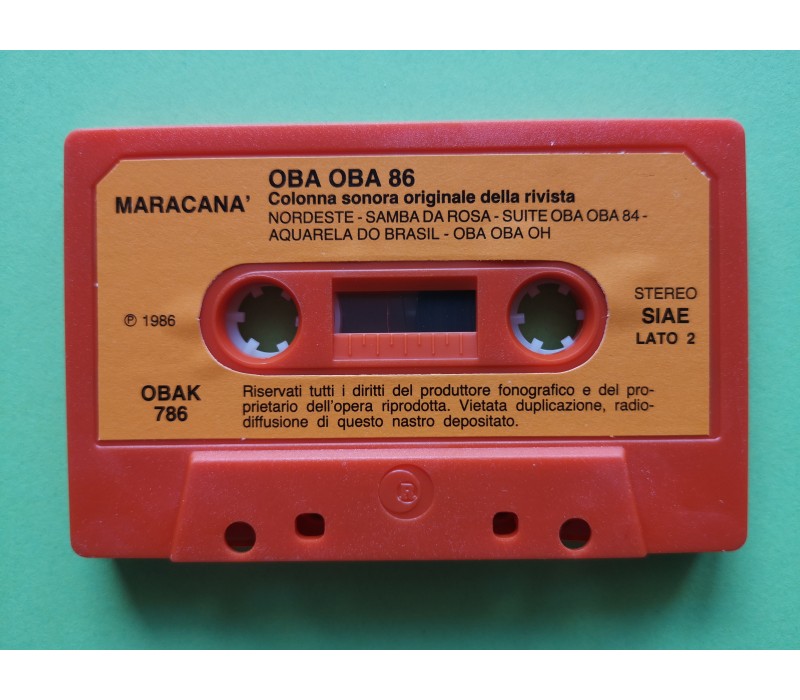 OBA OBA 86
MARACANA'
Colonna sonora originale della rivista
NORDESTE - SAMBA DA ROSA - SUITE OBA OBA 84 -
AQUARELA DO BRASIL - OBA OBA OH
℗ 1986
STEREO
SIAE
LATO 2
OBAK
786
Riservati tutti i diritti del produttore fonografico e del pro-
prietario dell'opera riprodotta. Vietata duplicazione, radio-
diffusione di questo nastro depositato.
R